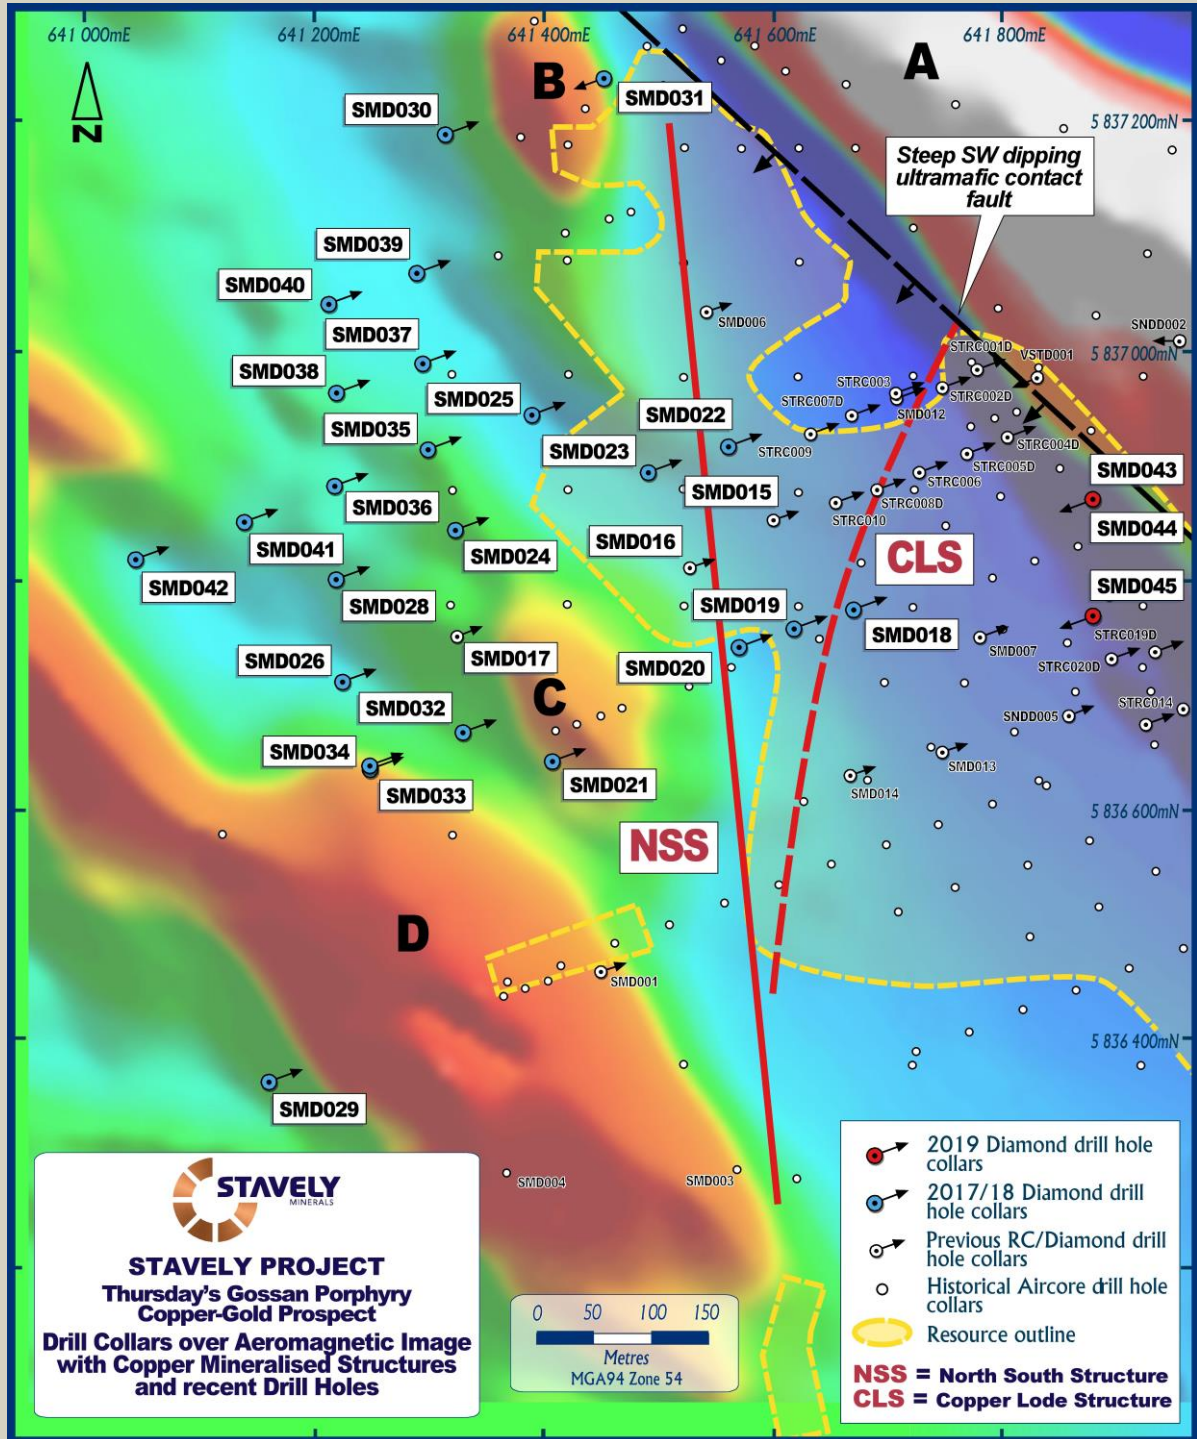 641 000mE
641 200mE
641 400mE
641 600mE
641 800mE
A
B
SMD031
SMD030
5 837 200mN
Z
Steep SW dipping
ultramafic contact
fault
SMD039
SMD040
SMD006
SNDD002
SMD037
STRC001D
VSTD001
5 837 000mN
SMD038
STRC003
STRC002D
SMD025
STRC007D
SMD012
SMD022
SMD035
STRC009
STRC004D
SMD023
STRC005D
SMD043
SMD015
STRC006
SMD036
STRC008D
STRC010
SMD044
SMD016
SMD041
SMD024
CLS
SMD042
SMD045
SMD028
SMD019
SMD018
STRC019D
SMD017
SMD007
SMD026
SMD020
STRC020D
C
SMD032
SNDD005
STRC014
SMD034
SMD021
SMD013
SMD033
SMD014
5 836 600mN
NSS
D
SMD001
5 836 400mN
SMD029
SMD004
SMD003
STAVELY
MINERALS
STAVELY PROJECT
Thursday's Gossan Porphyry
Copper-Gold Prospect
Drill Collars over Aeromagnetic Image
with Copper Mineralised Structures
and recent Drill Holes
0 50 100 150
Metres
MGA94 Zone 54
2019 Diamond drill hole
collars
2017/18 Diamond drill
hole collars
Previous RC/Diamond drill
hole collars
Historical Aircore drill hole
collars
Resource outline
NSS = North South Structure
CLS = Copper Lode Structure